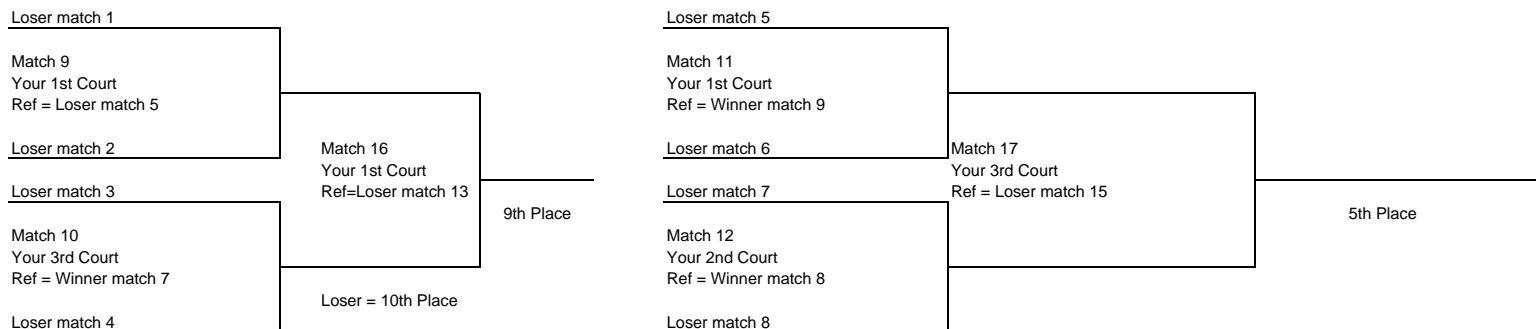 Loser match 1
Match 9
Your 1st Court
Ref = Loser match 5
Loser match 2
Match 16
Your 1st Court
Ref=Loser match 13
Loser match 3
9th Place
Match 10
Your 3rd Court
Ref = Winner match 7
Loser = 10th Place
Loser match 4
Loser match 5
Match 11
Your 1st Court
Ref = Winner match 9
Loser match 6
Match 17
Your 3rd Court
Ref = Loser match 15
Loser match 7
5th Place
Match 12
Your 2nd Court
Ref = Winner match 8
Loser match 8